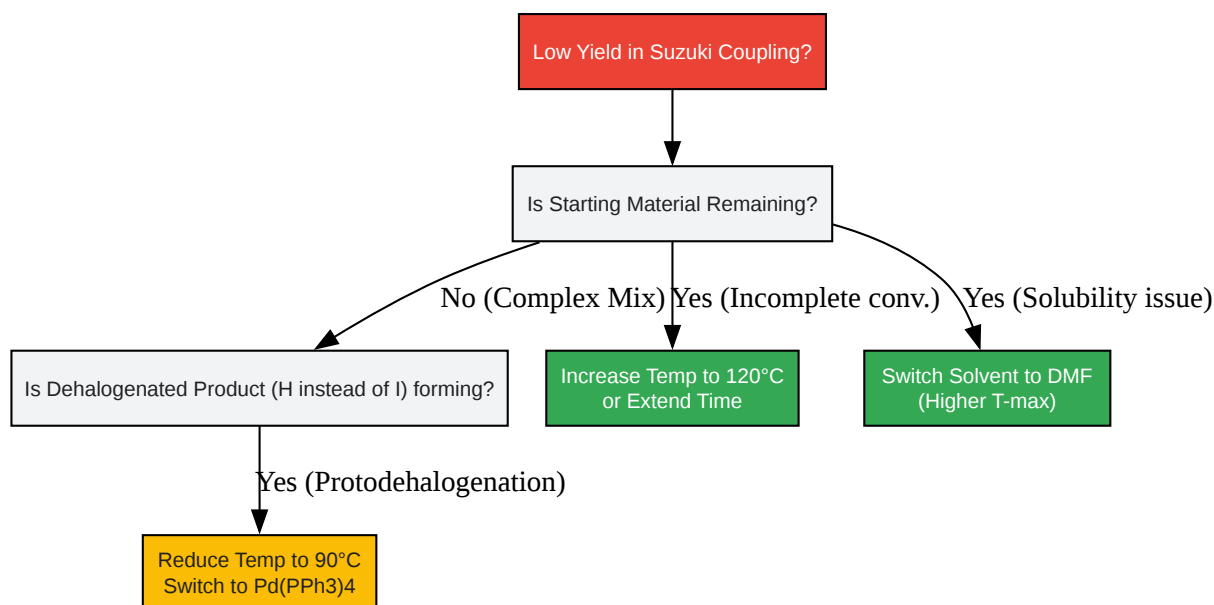 Low Yield in Suzuki Coupling?
Is Starting Material Remaining?
No (Complex Mix)
Yes (Incomplete conv.)
Yes (Solubility issue)
Is Dehalogenated Product (H instead of I) forming?
Increase Temp to 120°C
or Extend Time
Switch Solvent to DMF
(Higher T-max)
Yes (Protodehalogenation)
Reduce Temp to 90°C
Switch to Pd(PPh3)4